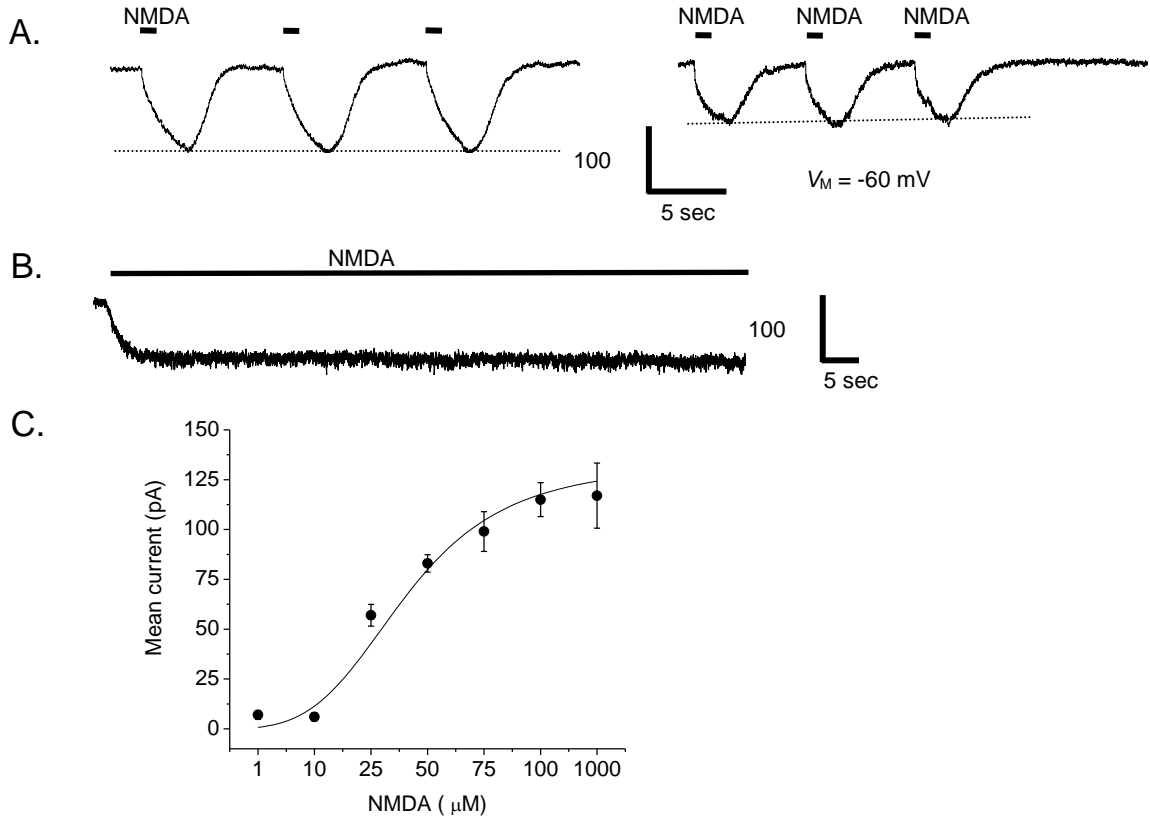 A.
NMDA
NMDA NMDA NMDA
100
5 sec
VM = -60 mV
B.
NMDA
100
5 sec
C.
150
125
100
75
50
25
0
Mean current (pA)
1 10 25 50 75 100 1000
NMDA ( μM)